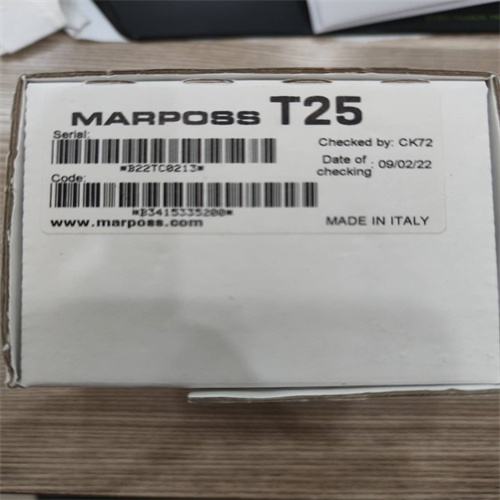 MARPOSS T25
Serial:
*B22TC0213*
Checked by: CK72
Date of checking : 09/02/22
Code:
*B3415335200*
www.marposs.com
MADE IN ITALY